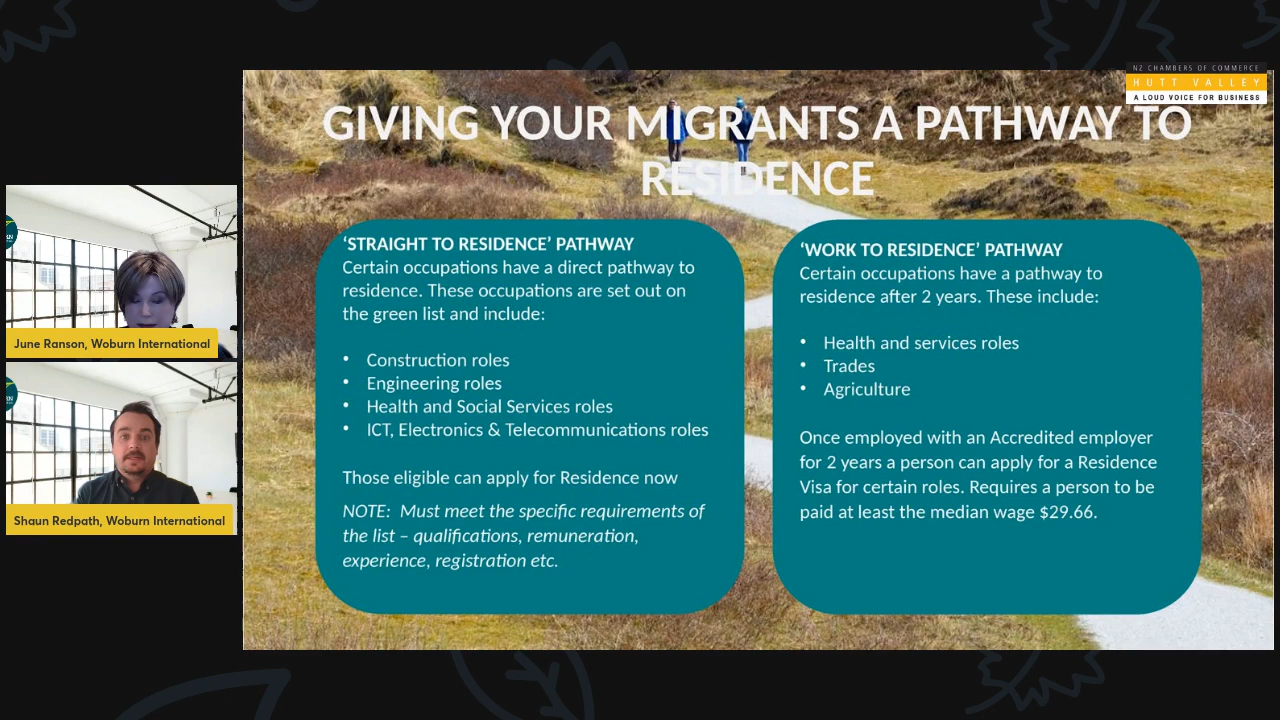 NZ CHAMBERS OF COMMERCE
HUTT VALLEY
A LOUD VOICE FOR BUSINESS
GIVING YOUR MIGRANTS A PATHWAY TO
RESIDENCE
‘STRAIGHT TO RESIDENCE’ PATHWAY
Certain occupations have a direct pathway to
residence. These occupations are set out on
the green list and include:
• Construction roles
• Engineering roles
• Health and Social Services roles
• ICT, Electronics & Telecommunications roles
Those eligible can apply for Residence now
NOTE: Must meet the specific requirements of
the list – qualifications, remuneration,
experience, registration etc.
‘WORK TO RESIDENCE’ PATHWAY
Certain occupations have a pathway to
residence after 2 years. These include:
• Health and services roles
• Trades
• Agriculture
Once employed with an Accredited employer
for 2 years a person can apply for a Residence
Visa for certain roles. Requires a person to be
paid at least the median wage $29.66.
June Ranson, Woburn International
Shaun Redpath, Woburn International